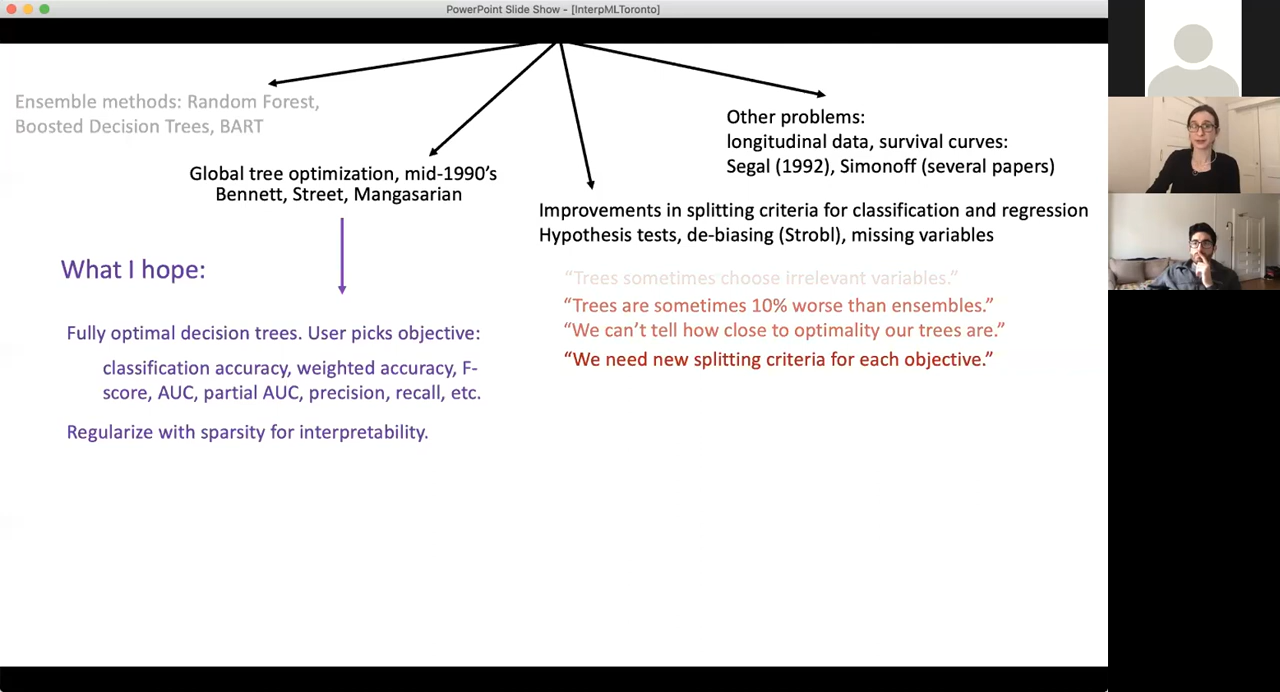 PowerPoint Slide Show - [InterpMLToronto]
Ensemble methods: Random Forest,
Boosted Decision Trees, BART
Global tree optimization, mid-1990’s
Bennett, Street, Mangasarian
Other problems:
longitudinal data, survival curves:
Segal (1992), Simonoff (several papers)
Improvements in splitting criteria for classification and regression
Hypothesis tests, de-biasing (Strobl), missing variables
“Trees sometimes choose irrelevant variables.”
“Trees are sometimes 10% worse than ensembles.”
“We can’t tell how close to optimality our trees are.”
“We need new splitting criteria for each objective.”
What I hope:
Fully optimal decision trees. User picks objective:
classification accuracy, weighted accuracy, F-
score, AUC, partial AUC, precision, recall, etc.
Regularize with sparsity for interpretability.